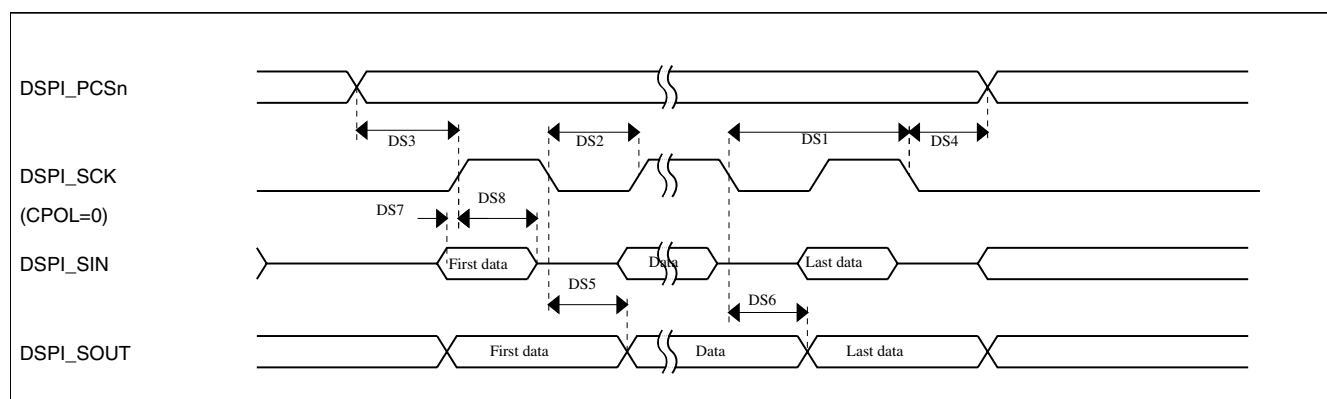 DSPI_PCSn
DS3
DS2
DS1
DS4
DSPI_SCK
DS7
DS8
(CPOL=0)
DSPI_SIN
First data
Data
Last data
DS5
DS6
DSPI_SOUT
First data
Data
Last data